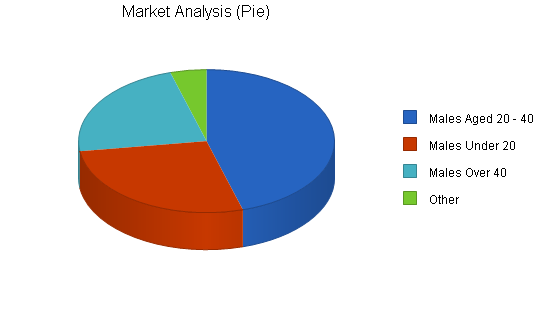 Market Analysis (Pie)
Males Aged 20 - 40
Males Under 20
Males Over 40
Other